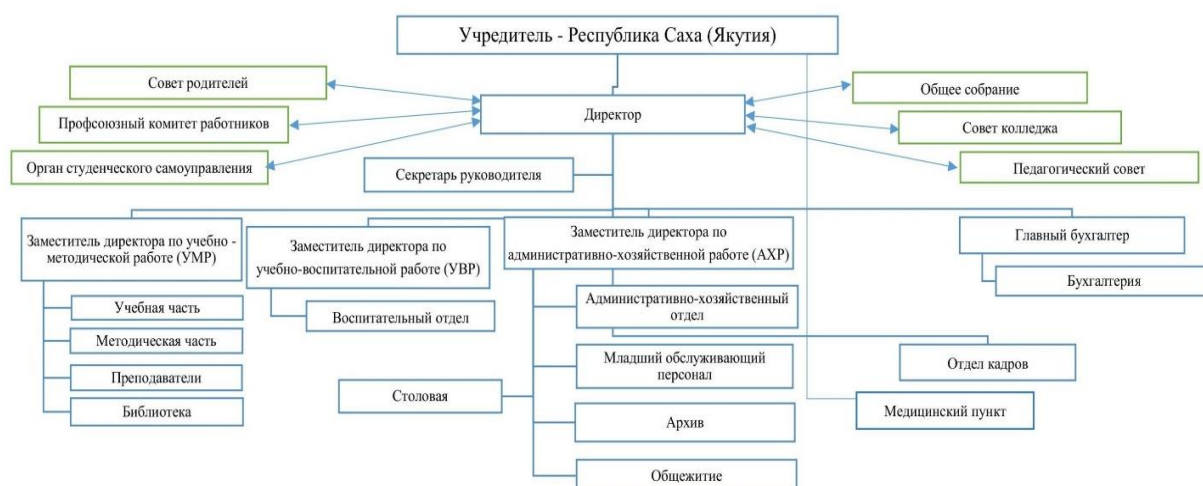 Учредитель - Республика Саха (Якутия)
Совет родителей
Общее собрание
Директор
Профсоюзный комитет работников
Совет колледжа
Орган студенческого самоуправления
Педагогический совет
Секретарь руководителя
Заместитель директора по учебно -
методической работе (УМР)
Заместитель директора по
учебно-воспитательной работе (УВР)
Заместитель директора по
административно-хозяйственной работе (АХР)
Главный бухгалтер
Бухгалтерия
Учебная часть
Воспитательный отдел
Административно-хозяйственный
отдел
Методическая часть
Младший обслуживающий
персонал
Отдел кадров
Преподаватели
Столовая
Библиотека
Архив
Медицинский пункт
Общежитие